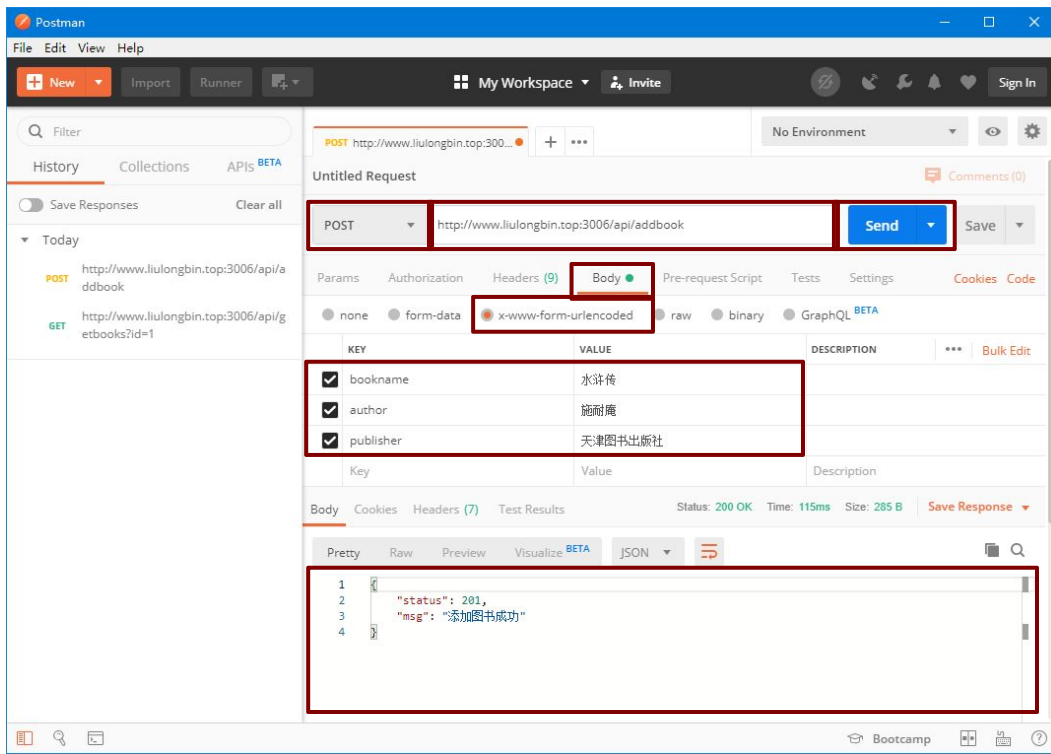 Postman
File Edit View Help
New Import Runner My Workspace Invite Sign In
Filter
History Collections APIs BETA
Save Responses Clear all
Today
POST http://www.liulongbin.top:3006/api/a
ddbook
GET http://www.liulongbin.top:3006/api/g
etbooks?id=1
POST http://www.liulongbin.top:300... No Environment
Untitled Request Comments (0)
POST http://www.liulongbin.top:3006/api/addbook Send Save
Params Authorization Headers (9) Body Pre-request Script Tests Settings Cookies Code
none form-data x-www-form-urlencoded raw binary GraphQL BETA
KEY VALUE DESCRIPTION Bulk Edit
bookname 水浒传
author 施耐庵
publisher 天津图书出版社
Key Value Description
Body Cookies Headers (7) Test Results Status: 200 OK Time: 115ms Size: 285 B Save Response
Pretty Raw Preview Visualize BETA JSON
1 {
2 "status": 201,
3 "msg": "添加图书成功"
4 }
Bootcamp